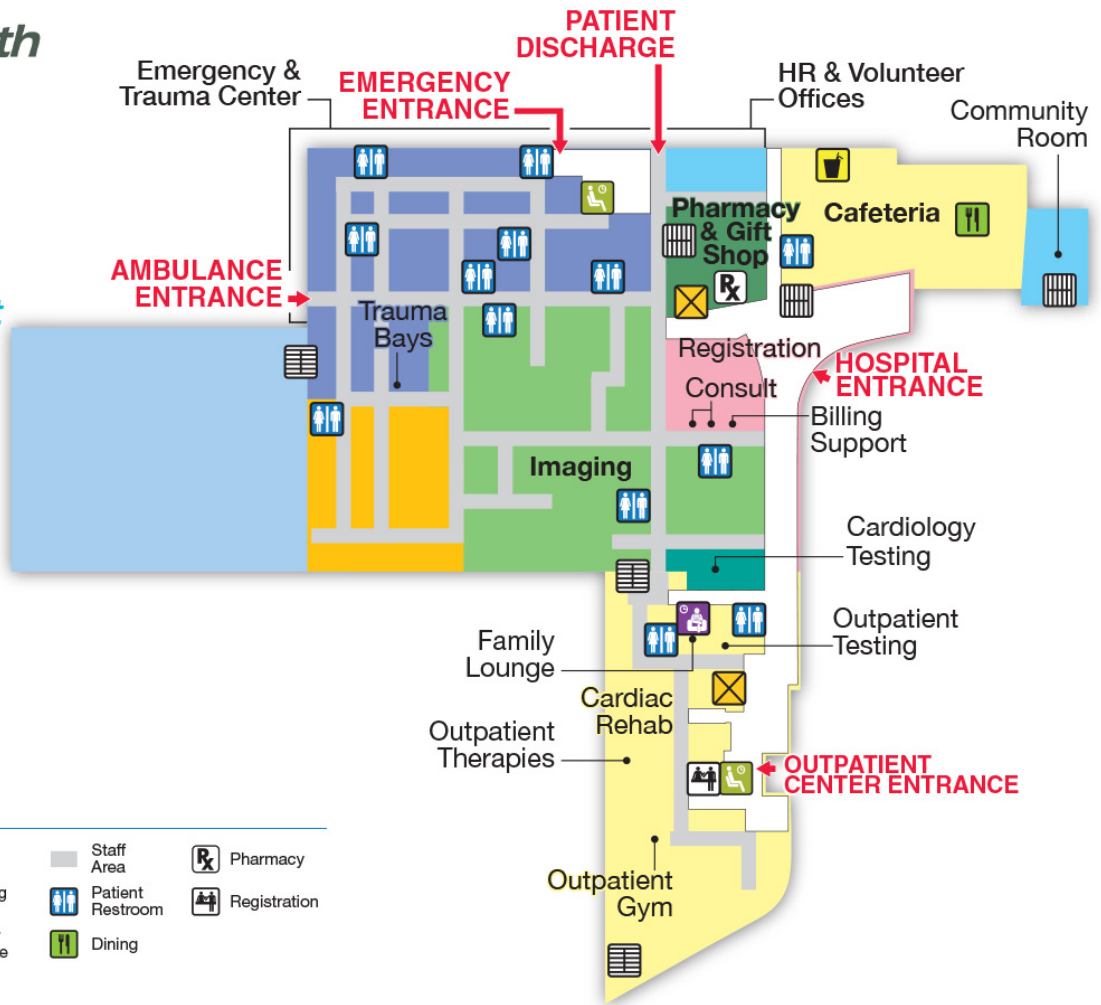 th
PATIENT
DISCHARGE
Emergency &
Trauma Center
EMERGENCY
ENTRANCE
HR & Volunteer
Offices
Community
Room
Pharmacy
& Gift
Shop
Cafeteria
Rx
AMBULANCE
ENTRANCE
Trauma
Bays
Registration
Consult
HOSPITAL
ENTRANCE
Billing
Support
Imaging
Cardiology
Testing
Outpatient
Testing
Family
Lounge
Cardiac
Rehab
Outpatient
Therapies
OUTPATIENT
CENTER ENTRANCE
Outpatient
Gym
Staff
Area
Rx Pharmacy
g
Patient
Restroom
Registration
e
Dining